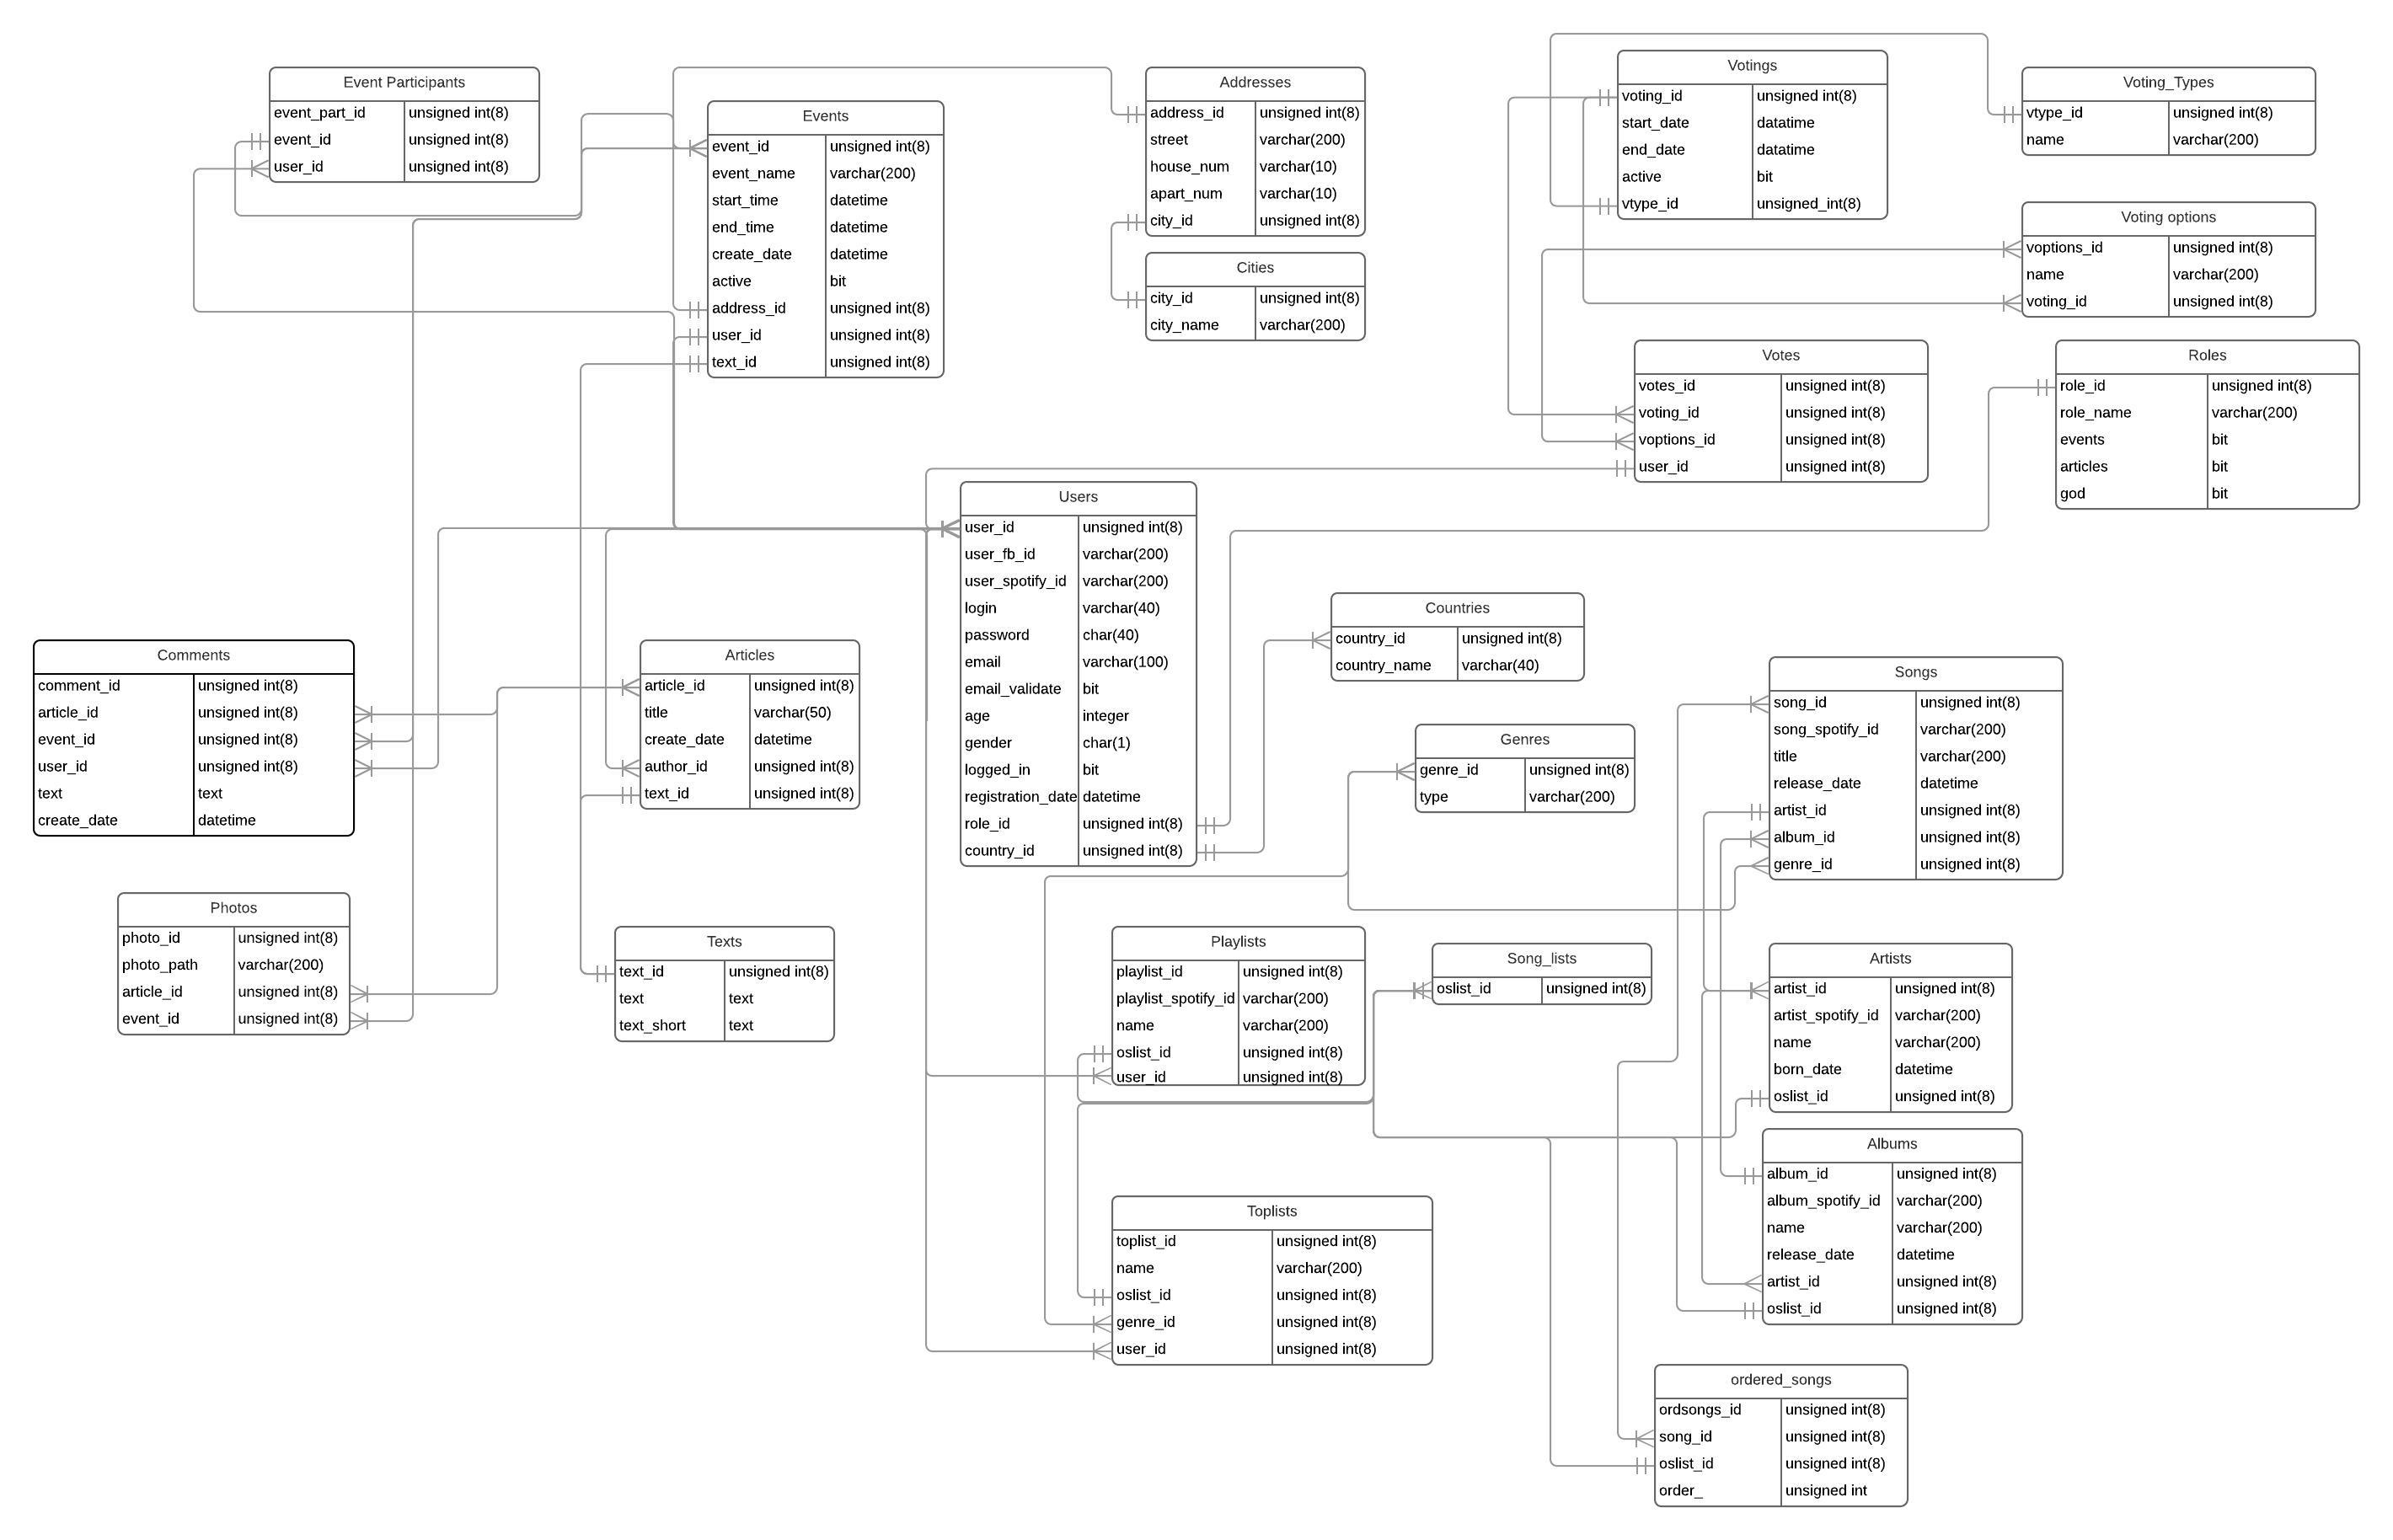 Event Participants
event_part_id unsigned int(8)
event_id unsigned int(8)
user_id unsigned int(8)
Events
event_id unsigned int(8)
event_name varchar(200)
start_time datetime
end_time datetime
create_date datetime
active bit
address_id unsigned int(8)
user_id unsigned int(8)
text_id unsigned int(8)
Addresses
address_id unsigned int(8)
street varchar(200)
house_num varchar(10)
apart_num varchar(10)
city_id unsigned int(8)
Cities
city_id unsigned int(8)
city_name varchar(200)
Votings
voting_id unsigned int(8)
start_date datatime
end_date datatime
active bit
vtype_id unsigned_int(8)
Voting_Types
vtype_id unsigned int(8)
name varchar(200)
Voting options
voptions_id unsigned int(8)
name varchar(200)
voting_id unsigned int(8)
Votes
votes_id unsigned int(8)
voting_id unsigned int(8)
voptions_id unsigned int(8)
user_id unsigned int(8)
Roles
role_id unsigned int(8)
role_name varchar(200)
events bit
articles bit
god bit
Users
user_id unsigned int(8)
user_fb_id varchar(200)
user_spotify_id varchar(200)
login varchar(40)
password char(40)
email varchar(100)
email_validate bit
age integer
gender char(1)
logged_in bit
registration_date datetime
role_id unsigned int(8)
country_id unsigned int(8)
Countries
country_id unsigned int(8)
country_name varchar(40)
Comments
comment_id unsigned int(8)
article_id unsigned int(8)
event_id unsigned int(8)
user_id unsigned int(8)
text text
create_date datetime
Articles
article_id unsigned int(8)
title varchar(50)
create_date datetime
author_id unsigned int(8)
text_id unsigned int(8)
Genres
genre_id unsigned int(8)
type varchar(200)
Songs
song_id unsigned int(8)
song_spotify_id varchar(200)
title varchar(200)
release_date datetime
artist_id unsigned int(8)
album_id unsigned int(8)
genre_id unsigned int(8)
Photos
photo_id unsigned int(8)
photo_path varchar(200)
article_id unsigned int(8)
event_id unsigned int(8)
Texts
text_id unsigned int(8)
text text
text_short text
Playlists
playlist_id unsigned int(8)
playlist_spotify_id varchar(200)
name varchar(200)
oslist_id unsigned int(8)
user_id unsigned int(8)
Song_lists
oslist_id unsigned int(8)
Artists
artist_id unsigned int(8)
artist_spotify_id varchar(200)
name varchar(200)
born_date datetime
oslist_id unsigned int(8)
Albums
album_id unsigned int(8)
album_spotify_id varchar(200)
name varchar(200)
release_date datetime
artist_id unsigned int(8)
oslist_id unsigned int(8)
Toplists
toplist_id unsigned int(8)
name varchar(200)
oslist_id unsigned int(8)
genre_id unsigned int(8)
user_id unsigned int(8)
ordered_songs
ordsongs_id unsigned int(8)
song_id unsigned int(8)
oslist_id unsigned int(8)
order_ unsigned int